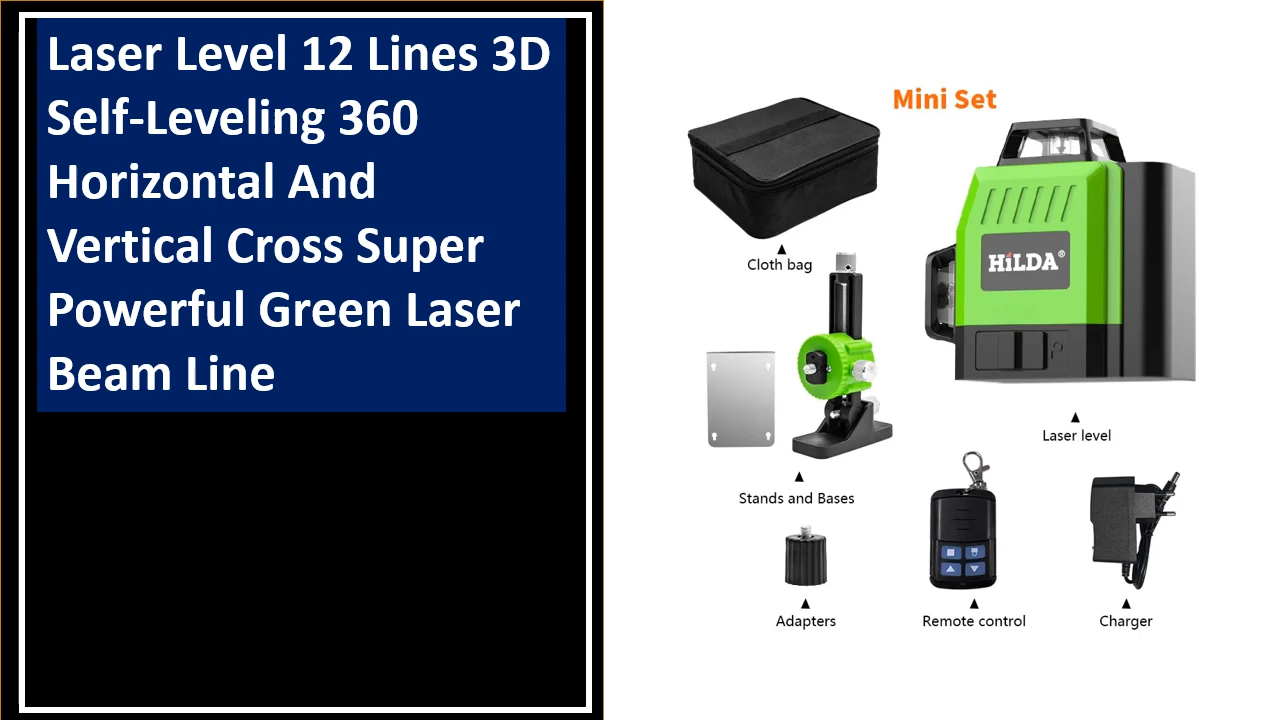 Laser Level 12 Lines 3D
Self-Leveling 360
Horizontal And
Vertical Cross Super
Powerful Green Laser
Beam Line
Mini Set
HiLDA®
Cloth bag
Laser level
Stands and Bases
Adapters
Remote control
Charger